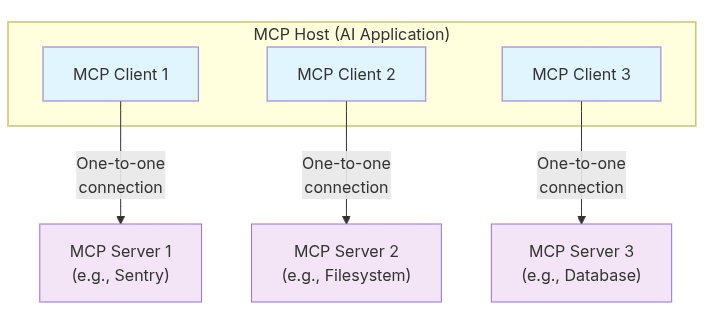 MCP Host (AI Application)
MCP Client 1
MCP Client 2
MCP Client 3
One-to-one
connection
One-to-one
connection
One-to-one
connection
MCP Server 1
(e.g., Sentry)
MCP Server 2
(e.g., Filesystem)
MCP Server 3
(e.g., Database)